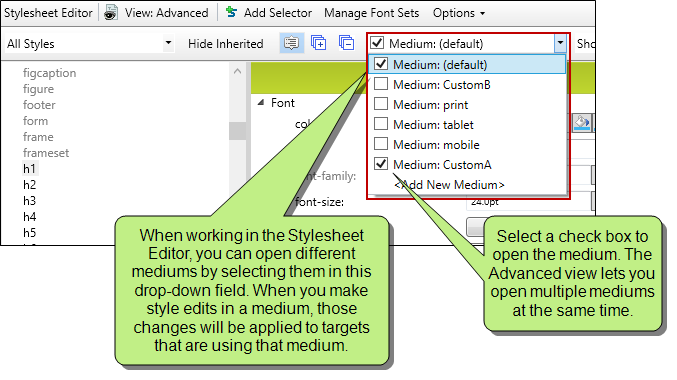 Stylesheet Editor View: Advanced Add Selector Manage Font Sets Options
All Styles Hide Inherited Medium: (default) Sho
Medium: (default)
Medium: CustomB
Medium: print
Medium: tablet
Medium: mobile
Medium: CustomA
<Add New Medium>
figcaption
figure
footer
form
frame
frameset
h1
h2
h3
h4
h5
Font
font-family:
font-size: 24.0pt
When working in the Stylesheet
Editor, you can open different
mediums by selecting them in this
drop-down field. When you make
style edits in a medium, those
changes will be applied to targets
that are using that medium.
Select a check box to
open the medium. The
Advanced view lets you
open multiple mediums
at the same time.